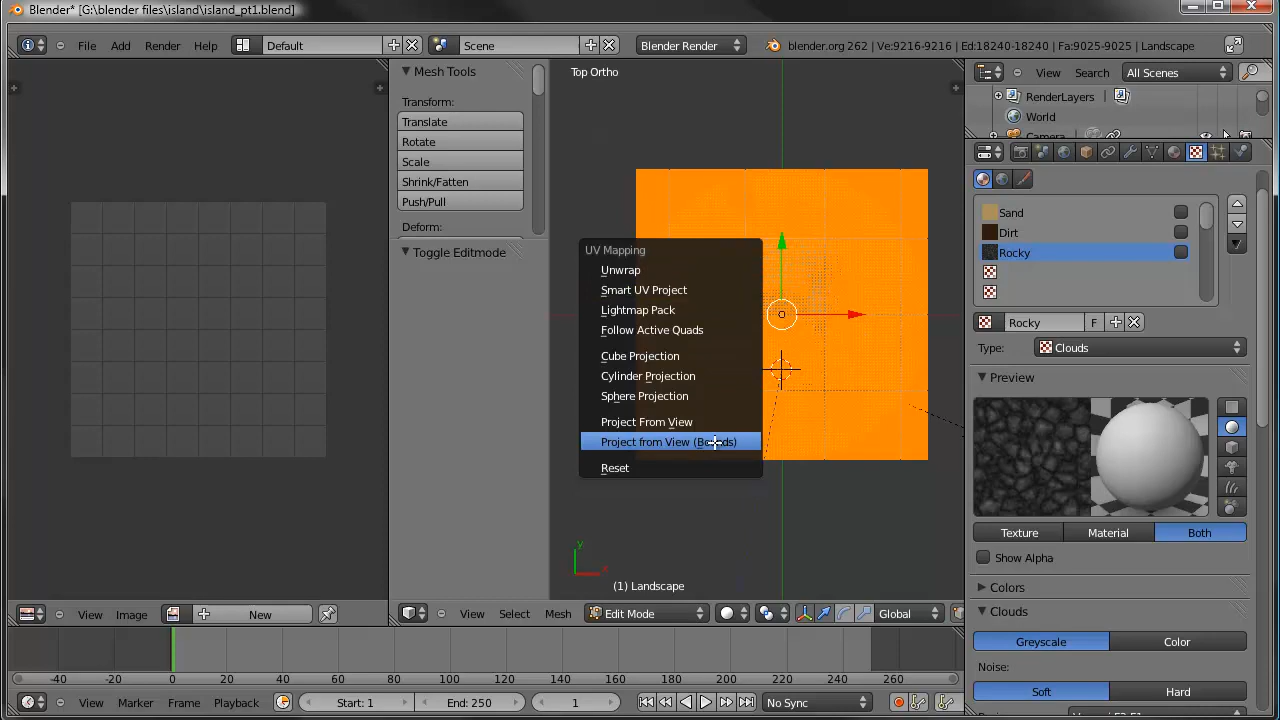 Blender* [G:\blender files\island\island_pt1.blend]
File Add Render Help Default Scene Blender Render blender.org 262 | Ve:9216-9216 | Ed:18240-18240 | Fa:9025-9025 | Landscape
Mesh Tools
Transform:
Translate
Rotate
Scale
Shrink/Fatten
Push/Pull
Deform:
Toggle Editmode
Top Ortho
UV Mapping
Unwrap
Smart UV Project
Lightmap Pack
Follow Active Quads
Cube Projection
Cylinder Projection
Sphere Projection
Project From View
Project from View (Bounds)
Reset
y
x
(1) Landscape
View Search All Scenes
RenderLayers
World
Camera
Sand
Dirt
Rocky
Rocky F
Type: Clouds
Preview
Texture Material Both
Show Alpha
Colors
Clouds
Greyscale Color
Noise:
Soft Hard
View Image New
View Select Mesh Edit Mode Global
-40 -20 0 20 40 60 80 100 120 140 160 180 200 220 240 260 280
View Marker Frame Playback Start: 1 End: 250 1 No Sync